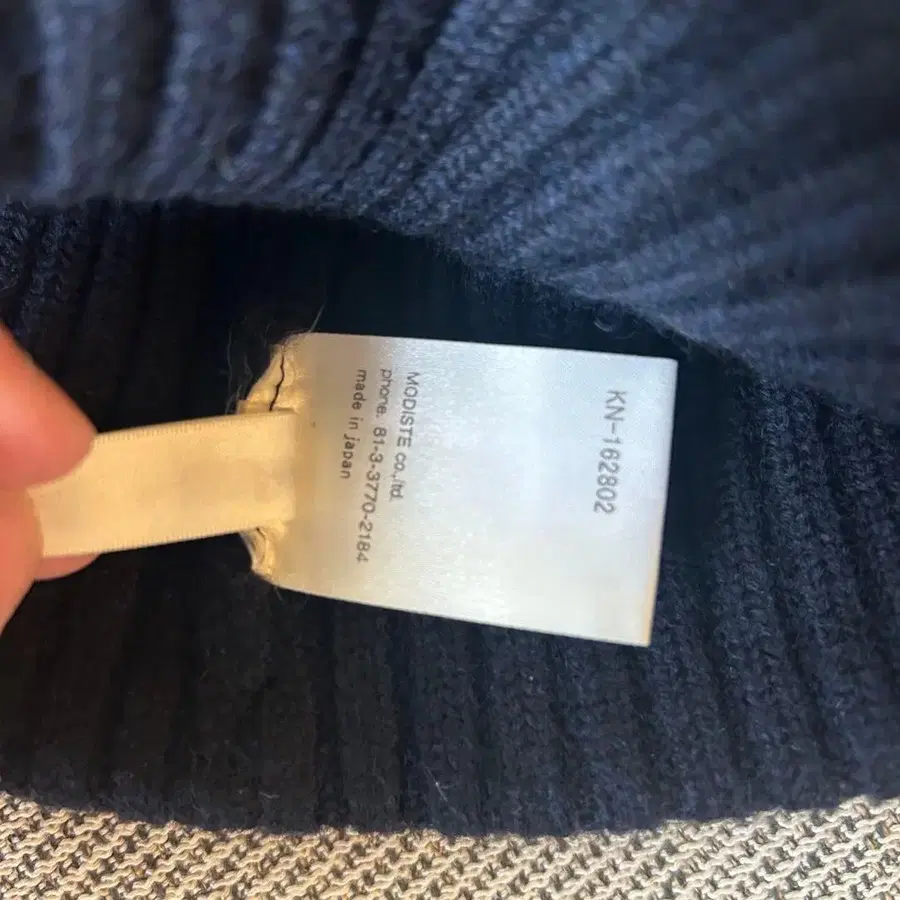 KN-162802
MODISTE co.,ltd.
phone. 81-3-3770-2184
made in japan